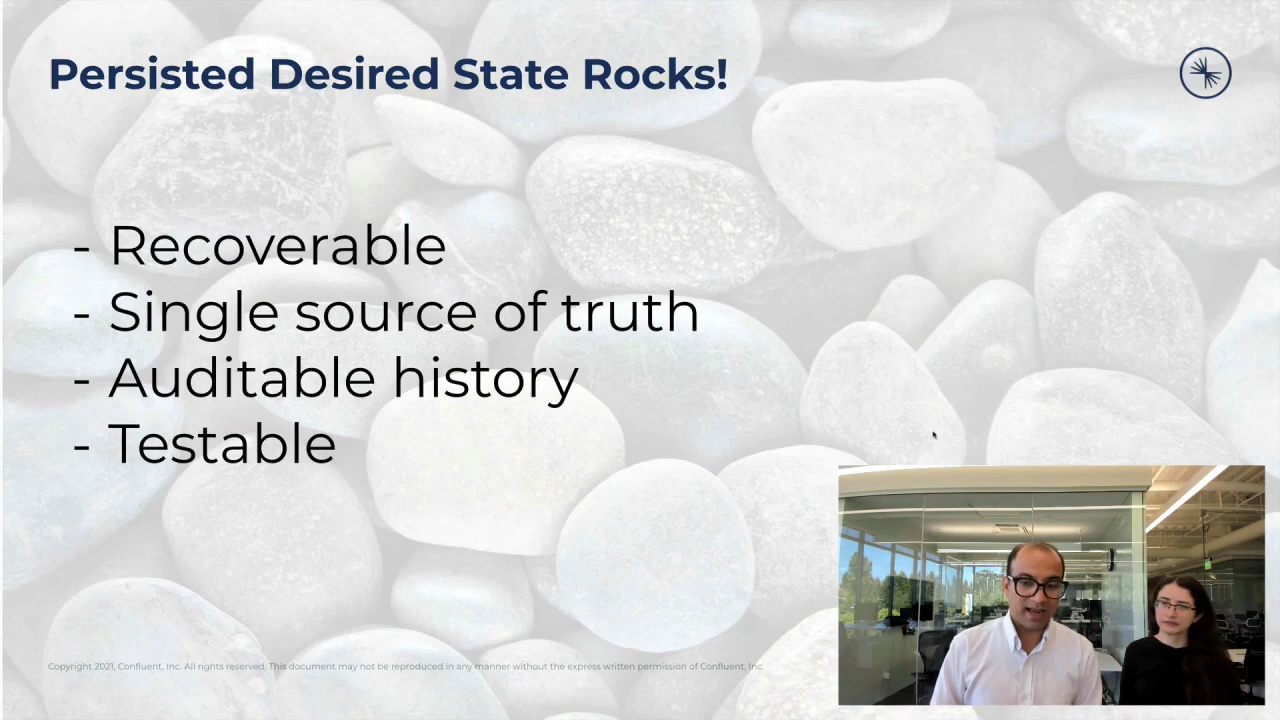 Persisted Desired State Rocks!
- Recoverable
- Single source of truth
- Auditable history
- Testable
Copyright 2021, Confluent, Inc. All rights reserved. This document may not be reproduced in any manner without the express written permission of Confluent, Inc.